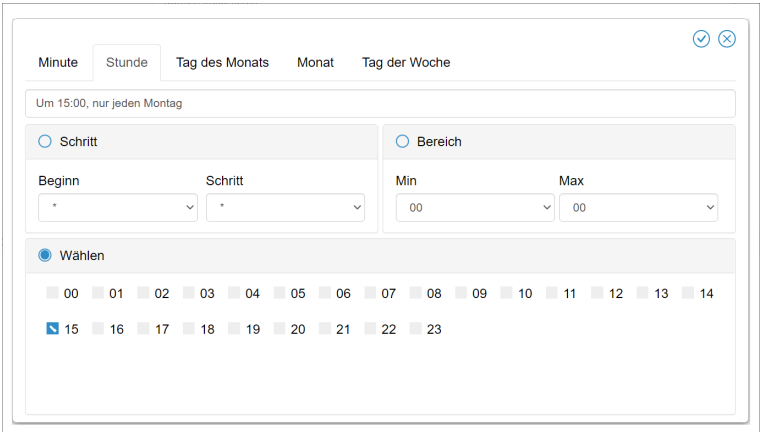 Minute Stunde Tag des Monats Monat Tag der Woche
Um 15:00, nur jeden Montag
Schritt Bereich
Beginn Schritt Min Max
* * 00 00
Wählen
00 01 02 03 04 05 06 07 08 09 10 11 12 13 14
15 16 17 18 19 20 21 22 23